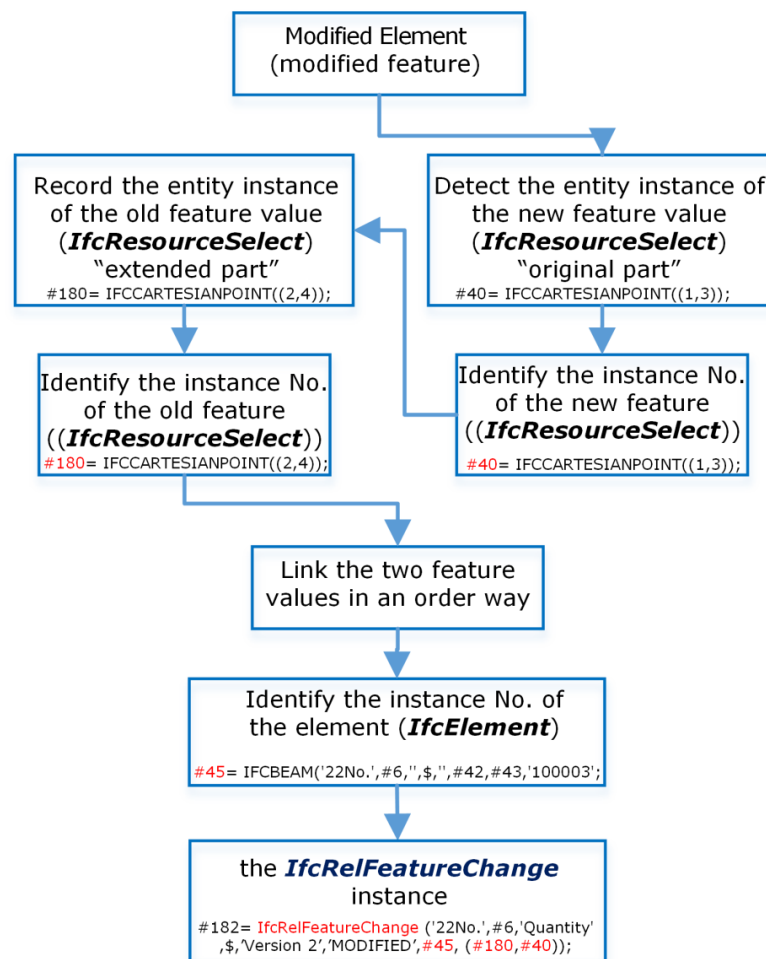 Modified Element
(modified feature)
Record the entity instance
of the old feature value
(IfcResourceSelect)
“extended part”
#180= IFCCARTESIANPOINT((2,4));
Detect the entity instance of
the new feature value
(IfcResourceSelect)
“original part”
#40= IFCCARTESIANPOINT((1,3));
Identify the instance No.
of the old feature
((IfcResourceSelect))
#180= IFCCARTESIANPOINT((2,4));
Identify the instance No.
of the new feature
((IfcResourceSelect))
#40= IFCCARTESIANPOINT((1,3));
Link the two feature
values in an order way
Identify the instance No. of
the element (IfcElement)
#45= IFCBEAM('22No.',#6,'',$,'',#42,#43,'100003';
the IfcRelFeatureChange
instance
#182= IfcRelFeatureChange ('22No.',#6,'Quantity'
,$,'Version 2','MODIFIED',#45, (#180,#40));